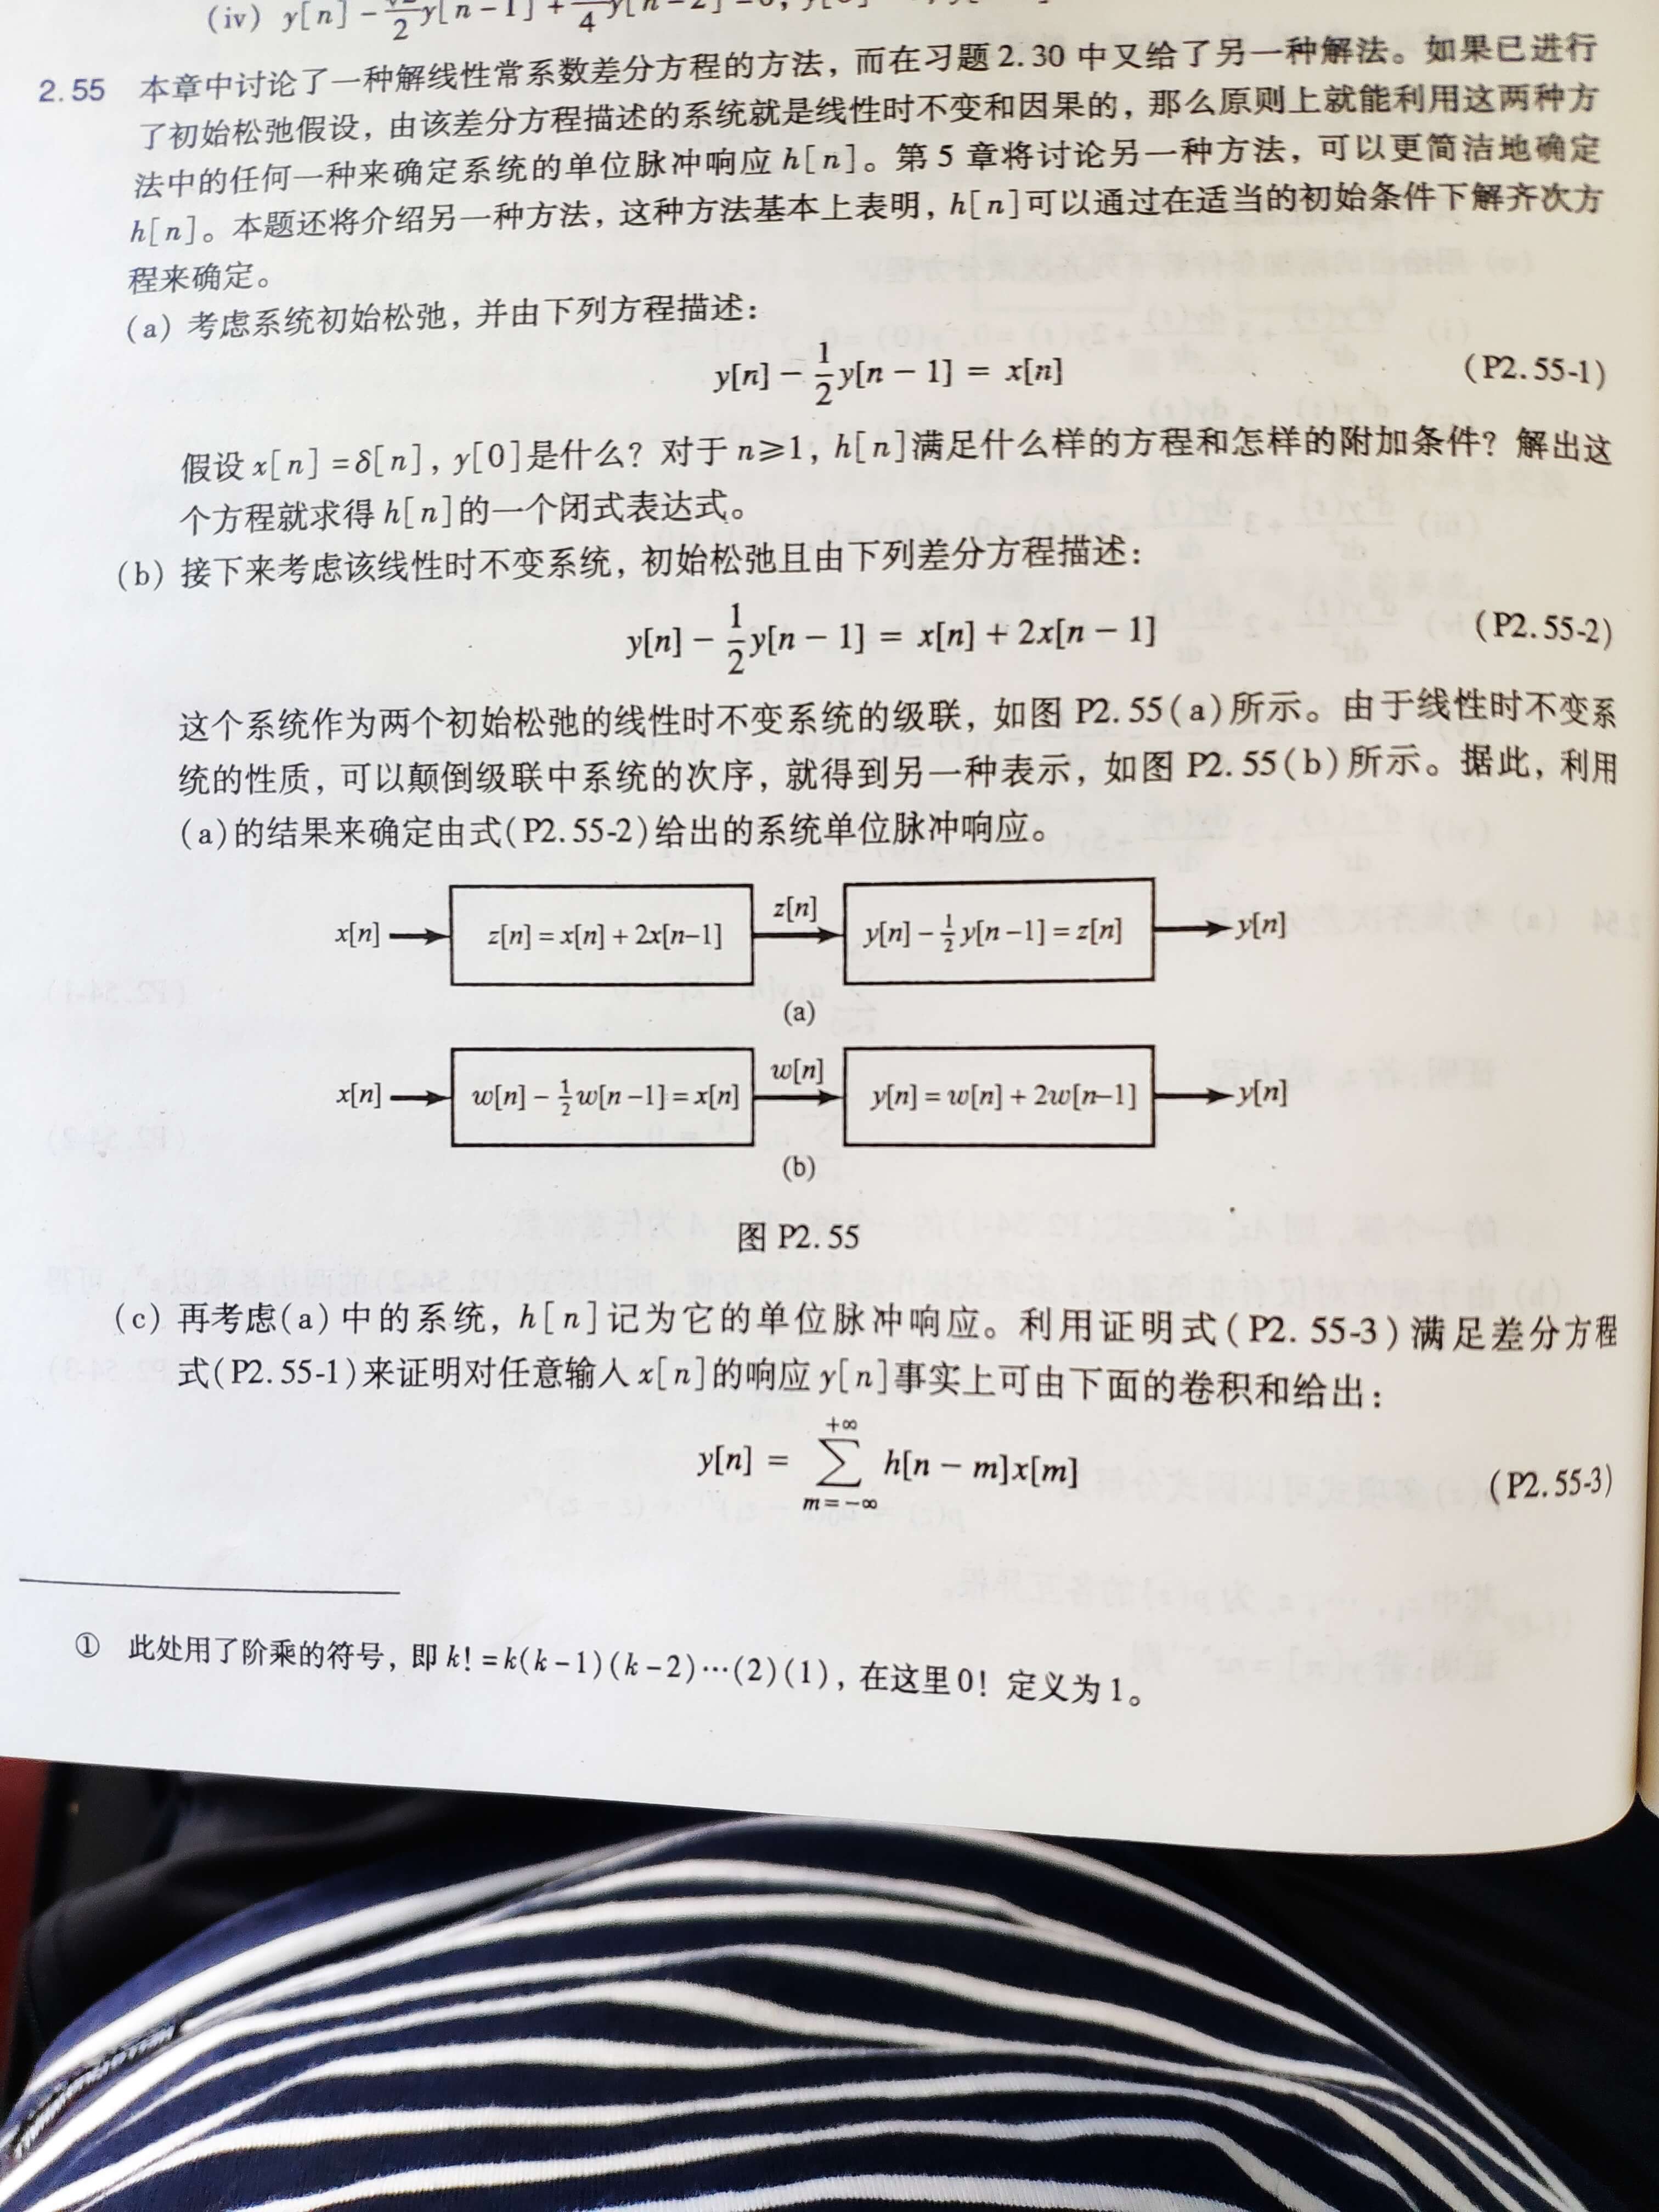 (iv) y[n] - 2 y[n-1] + 4 y[n-2]
2.55 本章中讨论了一种解线性常系数差分方程的方法，而在习题2.30中又给了另一种解法。如果已进行
了初始松弛假设，由该差分方程描述的系统就是线性时不变和因果的，那么原则上就能利用这两种方
法中的任何一种来确定系统的单位脉冲响应h[n]。第5章将讨论另一种方法，可以更简洁地确定
h[n]。本题还将介绍另一种方法，这种方法基本上表明，h[n]可以通过在适当的初始条件下解齐次方
程来确定。
(a) 考虑系统初始松弛，并由下列方程描述：
y[n] - 1/2 y[n-1] = x[n] (P2.55-1)
假设x[n]=δ[n]，y[0]是什么？对于n≥1，h[n]满足什么样的方程和怎样的附加条件？解出这
个方程就求得h[n]的一个闭式表达式。
(b) 接下来考虑该线性时不变系统，初始松弛且由下列差分方程描述：
y[n] - 1/2 y[n-1] = x[n] + 2x[n-1] (P2.55-2)
这个系统作为两个初始松弛的线性时不变系统的级联，如图P2.55(a)所示。由于线性时不变系
统的性质，可以颠倒级联中系统的次序，就得到另一种表示，如图P2.55(b)所示。据此，利用
(a)的结果来确定由式(P2.55-2)给出的系统单位脉冲响应。
x[n] z[n] = x[n] + 2x[n-1] z[n] y[n] - 1/2 y[n-1] = z[n] y[n]
(a)
x[n] w[n] - 1/2 w[n-1] = x[n] w[n] y[n] = w[n] + 2w[n-1] y[n]
(b)
图 P2.55
(c) 再考虑(a)中的系统，h[n]记为它的单位脉冲响应。利用证明式(P2.55-3)满足差分方程
式(P2.55-1)来证明对任意输入x[n]的响应y[n]事实上可由下面的卷积和给出：
y[n] = ∑_{m=-∞}^{+∞} h[n-m]x[m] (P2.55-3)
① 此处用了阶乘的符号，即k!=k(k-1)(k-2)⋯(2)(1)，在这里0! 定义为1。